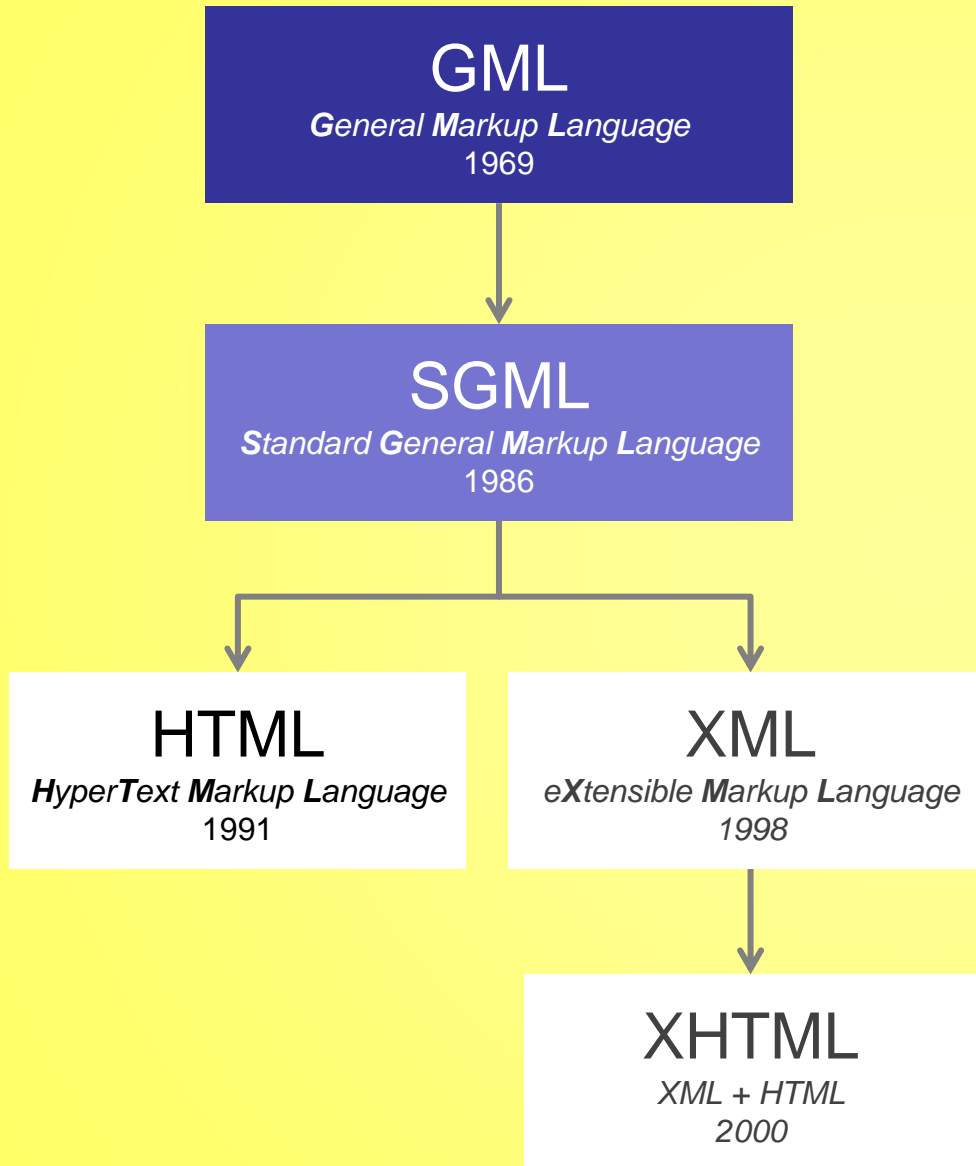 GML
General Markup Language
1969
SGML
Standard General Markup Language
1986
HTML
HyperText Markup Language
1991
XML
eXtensible Markup Language
1998
XHTML
XML + HTML
2000